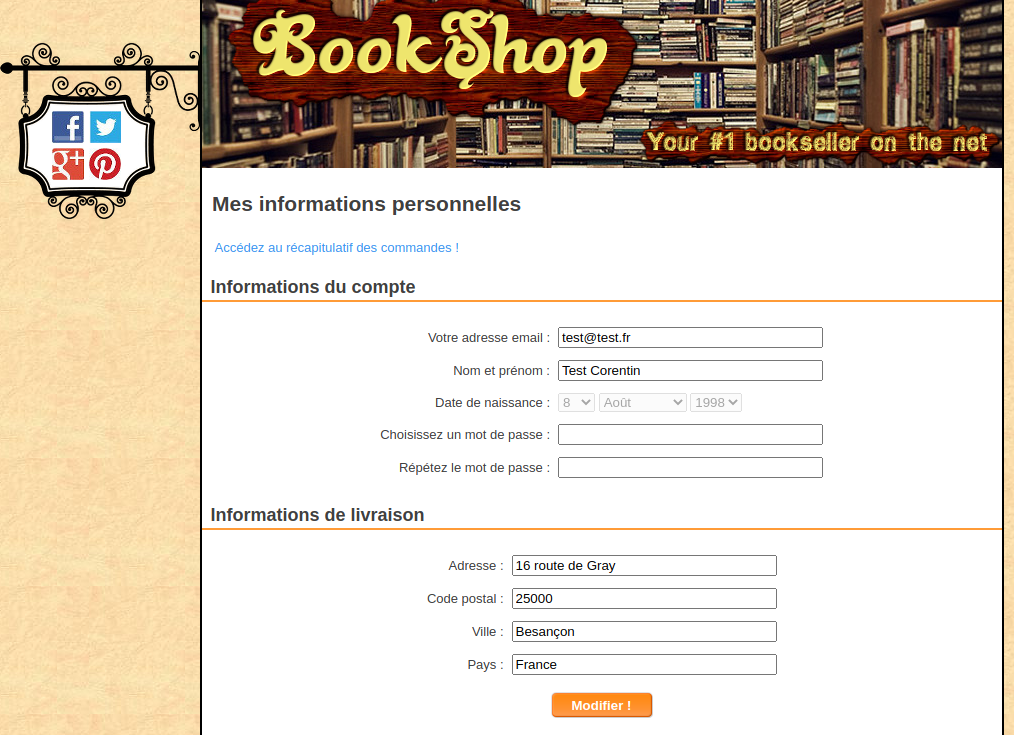 BookShop
Your #1 bookseller on the net
Mes informations personnelles
Accédez au récapitulatif des commandes !
Informations du compte
Votre adresse email : test@test.fr
Nom et prénom : Test Corentin
Date de naissance : 8 Août 1998
Choisissez un mot de passe :
Répétez le mot de passe :
Informations de livraison
Adresse : 16 route de Gray
Code postal : 25000
Ville : Besançon
Pays : France
Modifier !